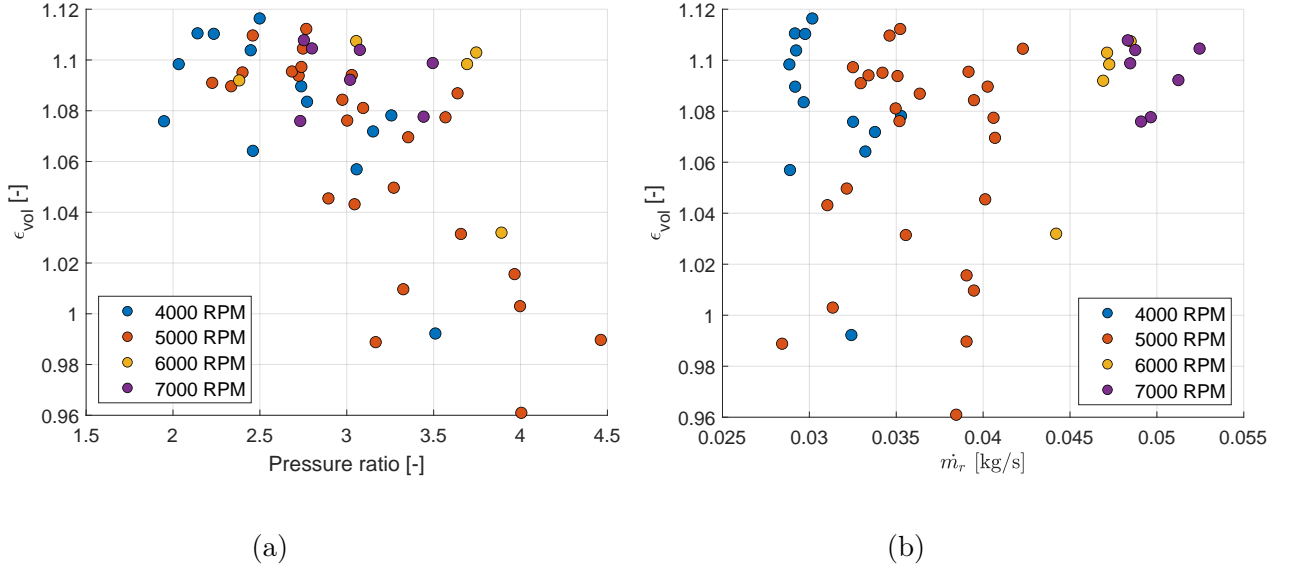 1.12
1.1
1.08
1.06
1.04
1.02
1
0.98
0.96
ϵvol [-]
1.5 2 2.5 3 3.5 4 4.5
Pressure ratio [-]
4000 RPM
5000 RPM
6000 RPM
7000 RPM
(a)
1.12
1.1
1.08
1.06
1.04
1.02
1
0.98
0.96
ϵvol [-]
0.025 0.03 0.035 0.04 0.045 0.05 0.055
ṁr [kg/s]
4000 RPM
5000 RPM
6000 RPM
7000 RPM
(b)